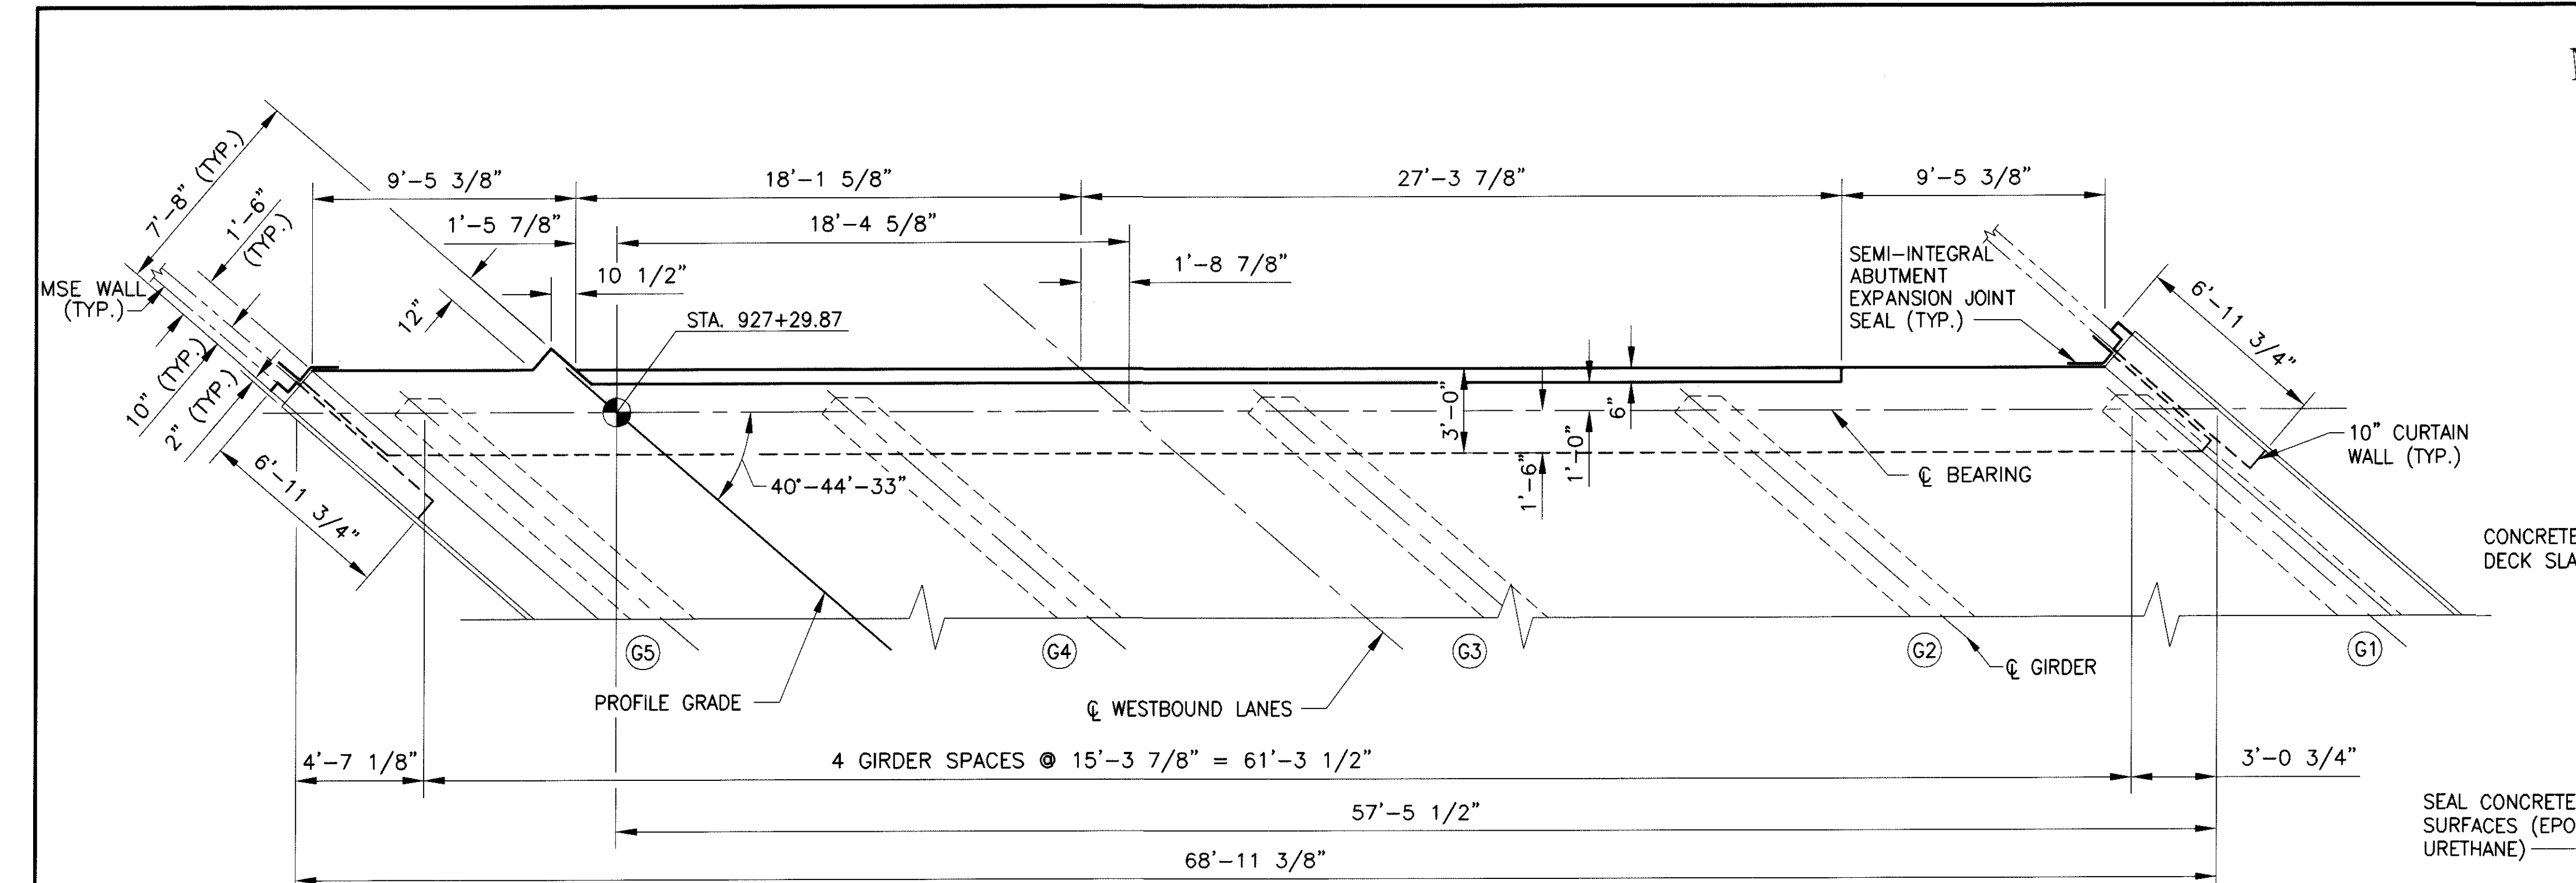 7'-8" (TYP.)
1'-6"
(TYP.)
9'-5 3/8"
18'-1 5/8"
27'-3 7/8"
9'-5 3/8"
1'-5 7/8"
18'-4 5/8"
10 1/2"
1'-8 7/8"
12"
MSE WALL
(TYP.)
STA. 927+29.87
SEMI-INTEGRAL
ABUTMENT
EXPANSION JOINT
SEAL (TYP.)
6'-11 3/4"
10" (TYP.)
2" (TYP.)
6'-11 3/4"
3'-0"
6"
1'-0"
1'-6"
40°-44'-33"
℄ BEARING
10" CURTAIN
WALL (TYP.)
CONCRETE
DECK SLA
G5
G4
G3
G2
G1
PROFILE GRADE
℄ WESTBOUND LANES
℄ GIRDER
4'-7 1/8"
4 GIRDER SPACES @ 15'-3 7/8" = 61'-3 1/2"
3'-0 3/4"
57'-5 1/2"
68'-11 3/8"
SEAL CONCRETE
SURFACES (EPO
URETHANE)